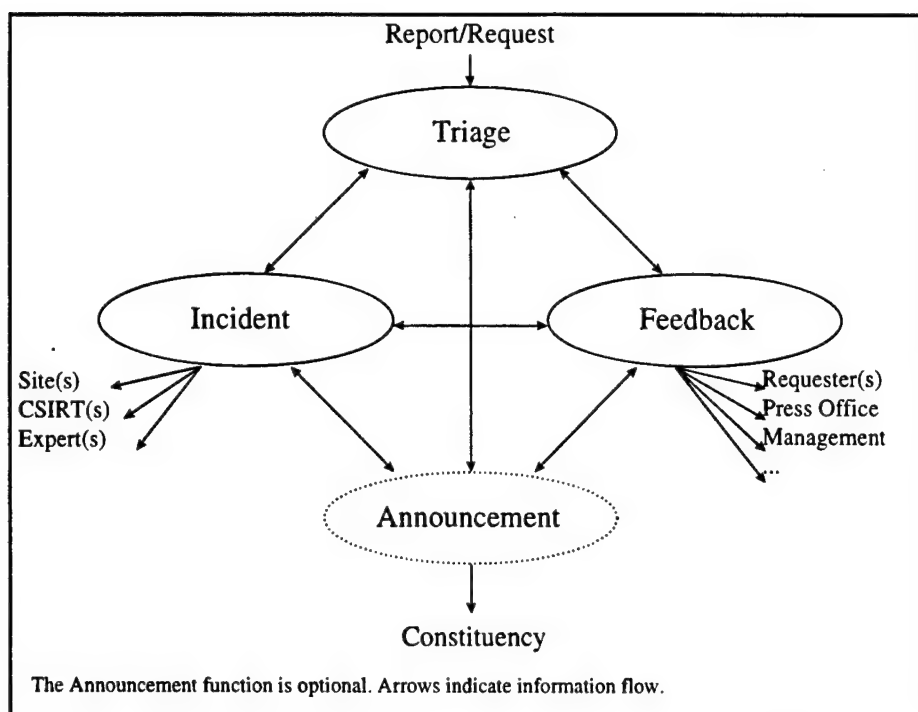 Report/Request
Triage
Incident
Feedback
Site(s)
CSIRT(s)
Expert(s)
Requester(s)
Press Office
Management
...
Announcement
Constituency
The Announcement function is optional. Arrows indicate information flow.